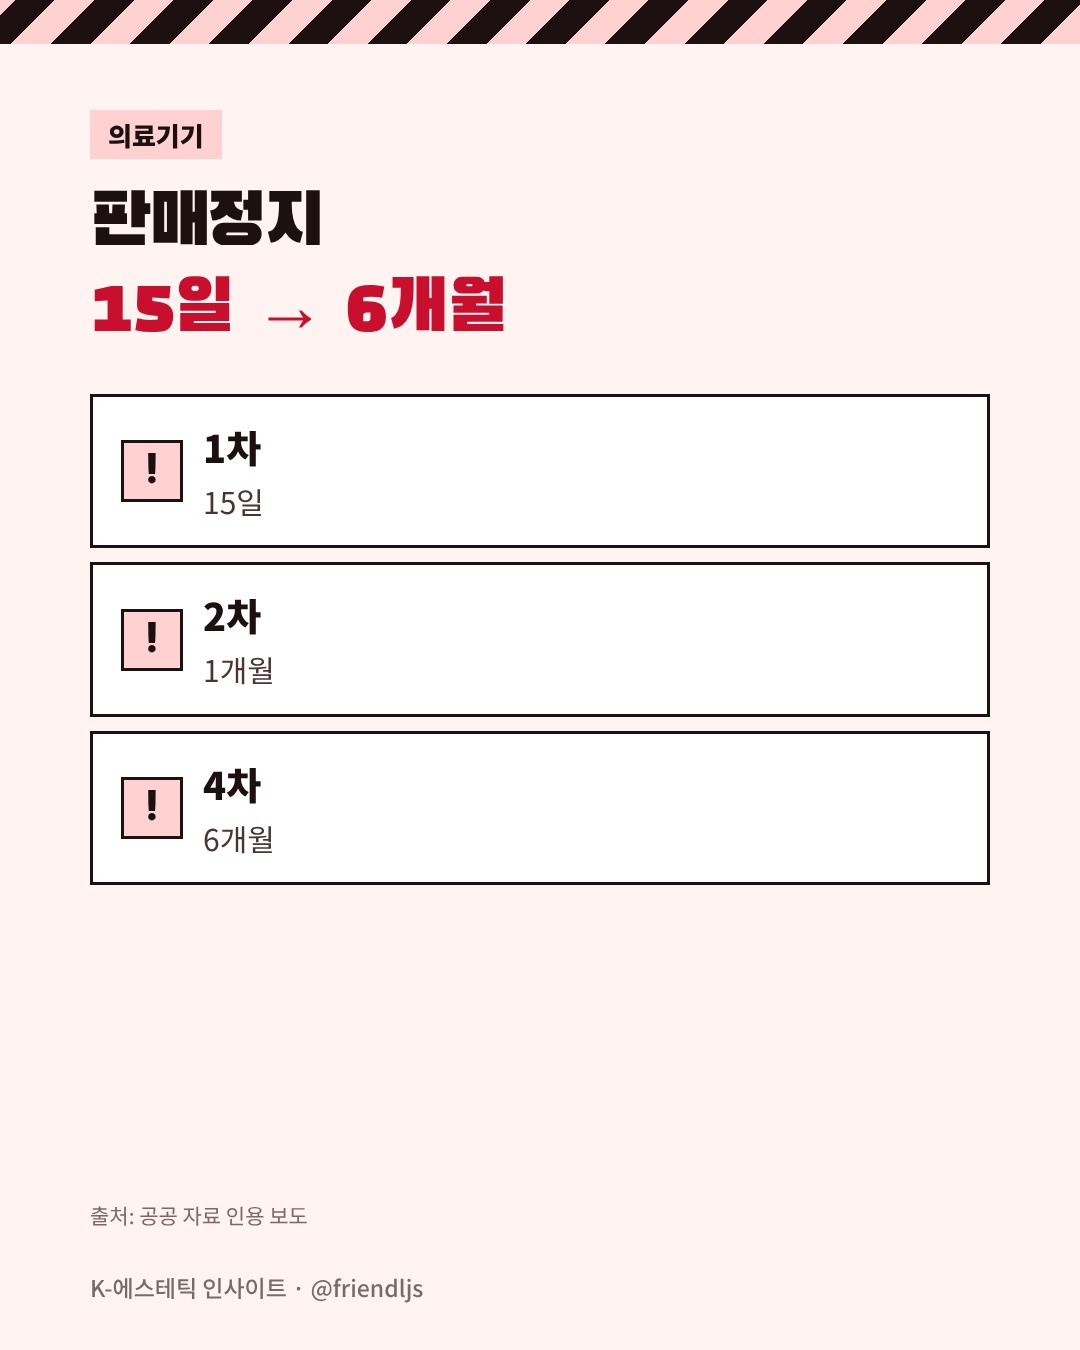 의료기기
판매정지
15일 → 6개월
!
1차
15일
!
2차
1개월
!
4차
6개월
출처: 공공 자료 인용 보도
K-에스테틱 인사이트 · @friendljs